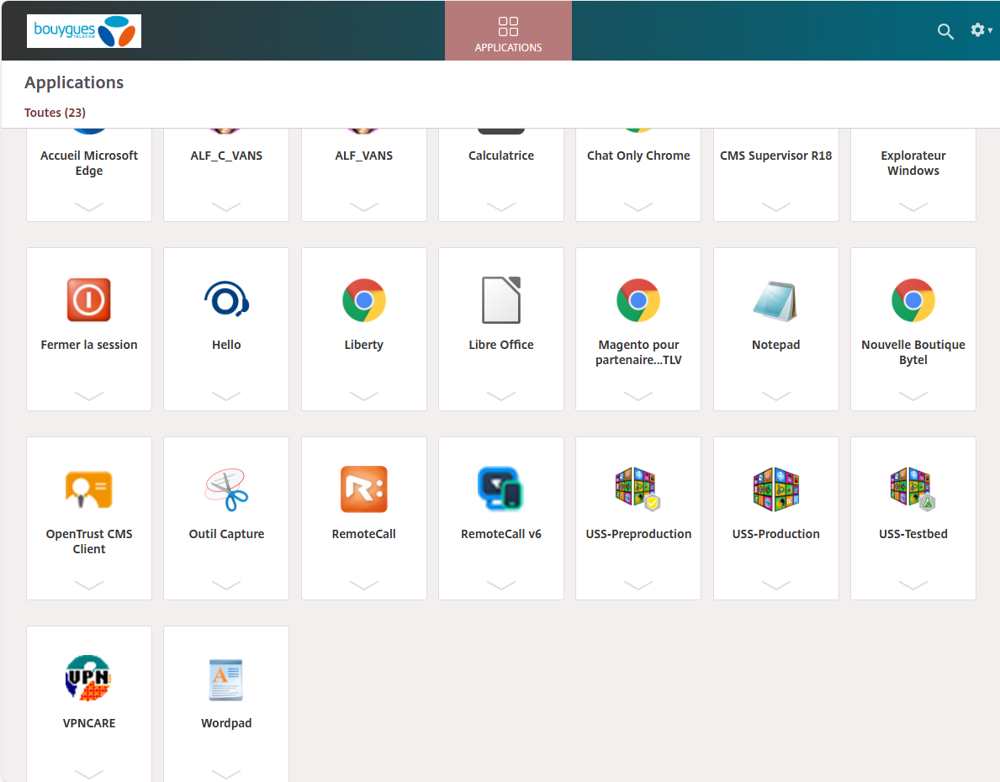 bouygues
TELECOM
APPLICATIONS
Applications
Toutes (23)
Accueil Microsoft
Edge
ALF_C_VANS
ALF_VANS
Calculatrice
Chat Only Chrome
CMS Supervisor R18
Explorateur
Windows
Fermer la session
Hello
Liberty
Libre Office
Magento pour
partenaire...TLV
Notepad
Nouvelle Boutique
Bytel
OpenTrust CMS
Client
Outil Capture
R:
RemoteCall
RemoteCall v6
USS-Preproduction
USS-Production
USS-Testbed
VPN
VPNCARE
A
Wordpad